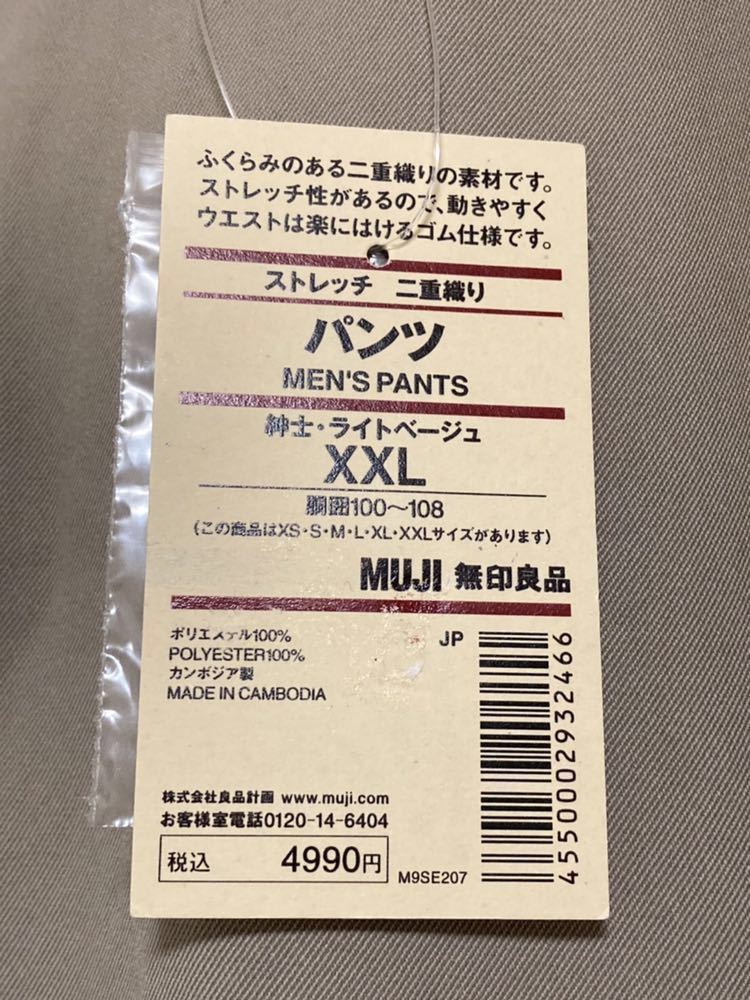 ふくらみのある二重織りの素材です。
ストレッチ性があるので、動きやすく
ウエストは楽にはけるゴム仕様です。
ストレッチ 二重織り
パンツ
MEN'S PANTS
紳士・ライトベージュ
XXL
胴囲100〜108
(この商品はXS・S・M・L・XL・XXLサイズがあります)
MUJI 無印良品
ポリエステル100%
POLYESTER100%
カンボジア製
MADE IN CAMBODIA
JP
4550002932466
株式会社良品計画 www.muji.com
お客様室電話0120-14-6404
税込 4990円
M9SE207